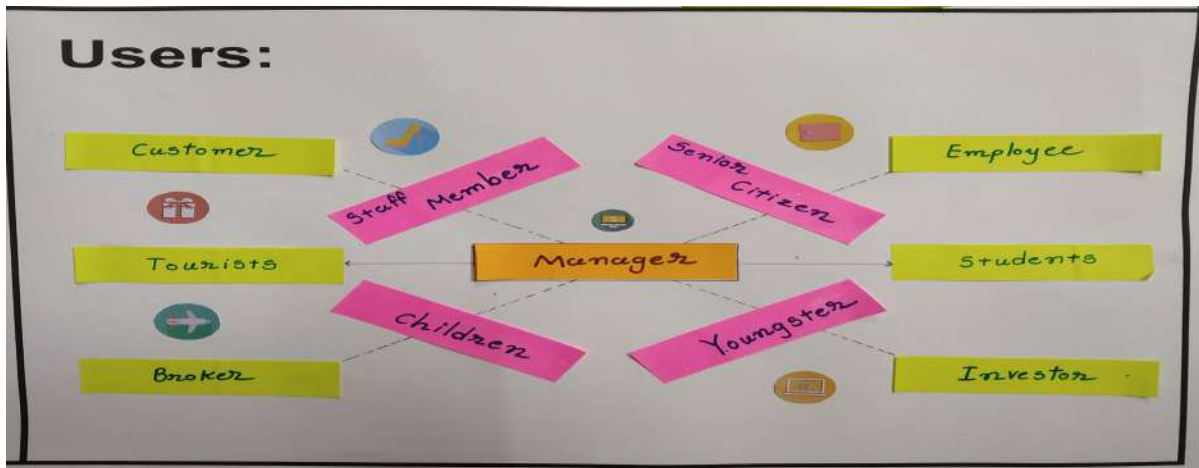 Users:
Customer
Staff
Member
Senior
Citizen
Employee
Tourists
Manager
Students
Children
Youngster
Broker
Investor